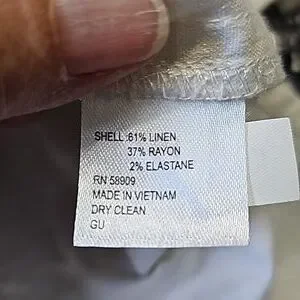 SHELL:61% LINEN
37% RAYON
2% ELASTANE
RN 58909
MADE IN VIETNAM
DRY CLEAN
GU